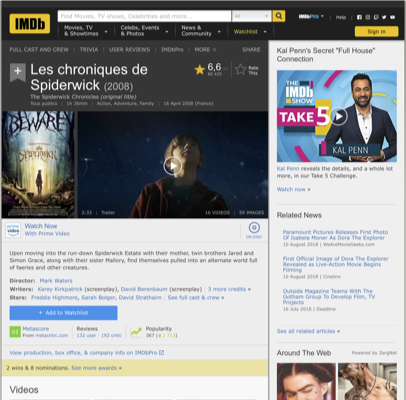 IMDb
Find Movies, TV shows, Celebrities and more...
All
IMDbPro
Help
Movies, TV & Showtimes
Celebs, Events & Photos
News & Community
Watchlist
Sign in
FULL CAST AND CREW | TRIVIA | USER REVIEWS | IMDbPro | MORE
SHARE
Les chroniques de
Spiderwick (2008)
The Spiderwick Chronicles (original title)
Tous publics | 1h 36min | Action, Adventure, Family | 16 April 2008 (France)
6,6
Rate This
BEWARE
SPIDERWICK
2:33 | Trailer
16 VIDEOS | 39 IMAGES
prime video
Watch Now
With Prime Video
ON DISC
Upon moving into the run-down Spiderwick Estate with their mother, twin brothers Jared and
Simon Grace, along with their sister Mallory, find themselves pulled into an alternate world full
of faeries and other creatures.
Director: Mark Waters
Writers: Karey Kirkpatrick (screenplay), David Berenbaum (screenplay) | 3 more credits »
Stars: Freddie Highmore, Sarah Bolger, David Strathairn | See full cast & crew »
+ Add to Watchlist
Metascore
From metacritic.com
Reviews
132 user | 192 critic
Popularity
View production, box office, & company info on IMDbPro
2 wins & 8 nominations. See more awards »
Videos
Kal Penn's Secret "Full House"
Connection
THE IMDb SHOW
TAKE 5
KAL PENN
Kal Penn reveals the details, and a whole lot
more, in our Take 5 Challenge.
Watch now »
Related News
Paramount Pictures Releases First Photo
Of Isabela Moner As Dora The Explorer
10 August 2018 | WeAreMovieGeeks.com
First Official Image of Dora the Explorer
Revealed as Live-Action Movie Begins
Filming
10 August 2018 | Cinelinx
Outside Magazine Teams With The
Gotham Group To Develop Film, TV
Projects
16 July 2018 | Deadline
See all related articles »
Around The Web
Powered by ZergNet